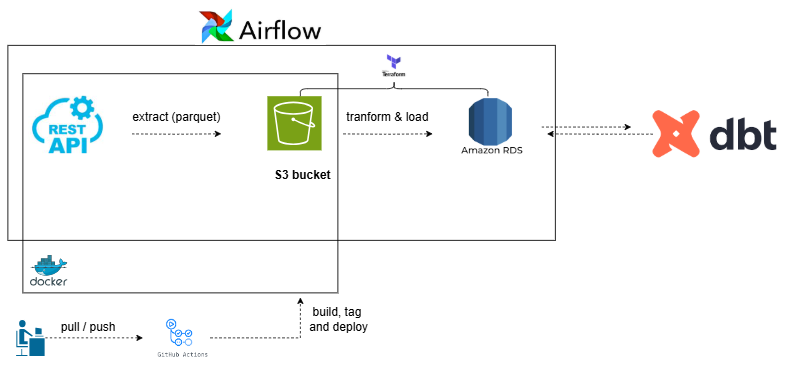 Airflow
Terraform
REST
API
extract (parquet)
tranform & load
Amazon RDS
dbt
S3 bucket
docker
build, tag
and deploy
pull / push
GitHub Actions